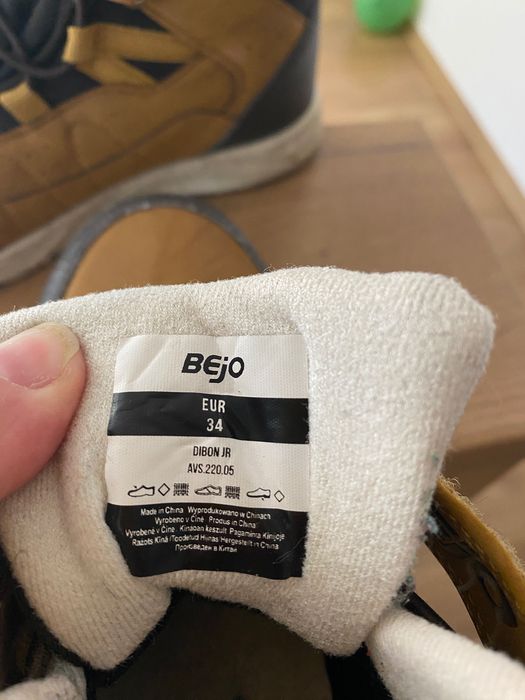 BEJO
EUR
34
DIBON JR
AVS.220.05
Made in China Wyprodukowano w Chinach
Vyrobeno v Číně Produs in China
Vyrobené v Číne Kínában keszült Pagaminta Kinijoje
Ražots Ķīnā/Toodetud Hiinas/Hergestellt in China
Произведен в Китай